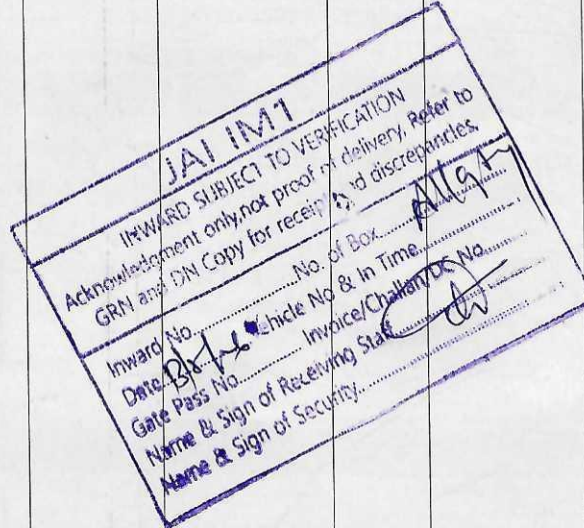 JAI IM1
INWARD SUBJECT TO VERIFICATION
Acknowledgment only, not proof of delivery, Refer to
GRN and DN Copy for receipt and discrepancies.
Inward No.............No. of Box
Date Vehicle No & In Time
Gate Pass No.......... Invoice/Challan/DC No
Name & Sign of Receiving Staff
Name & Sign of Security